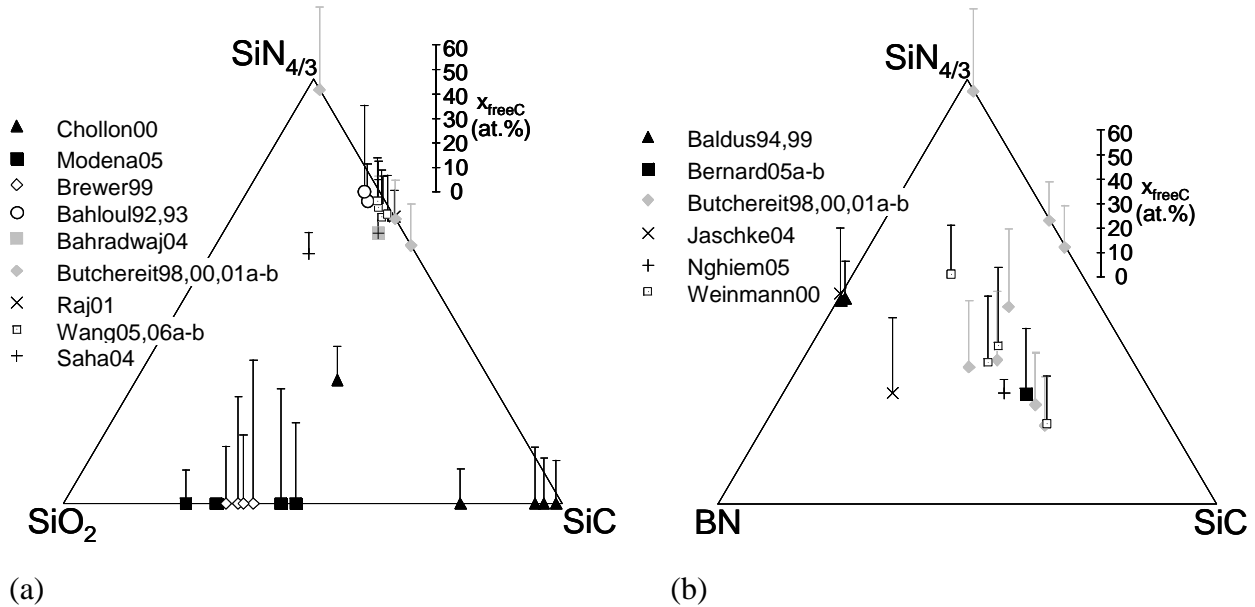 SiN4/3
60
50
40
30
20
10
0
xfreeC
(at.%)
Chollon00
Modena05
Brewer99
Bahloul92,93
Bahradwaj04
Butchereit98,00,01a-b
Raj01
Wang05,06a-b
Saha04
SiO2
SiC
(a)
SiN4/3
60
50
40
30
20
10
0
xfreeC
(at.%)
Baldus94,99
Bernard05a-b
Butchereit98,00,01a-b
Jaschke04
Nghiem05
Weinmann00
BN
SiC
(b)